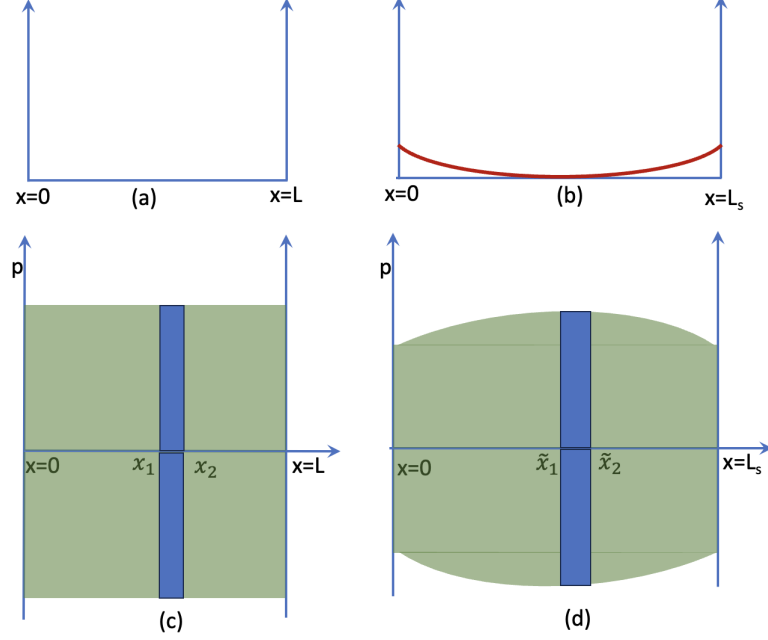 x=0
(a)
x=L
x=0
(b)
x=Lₛ
p
x=0
x₁
x₂
x=L
(c)
p
x=0
x̃₁
x̃₂
x=Lₛ
(d)